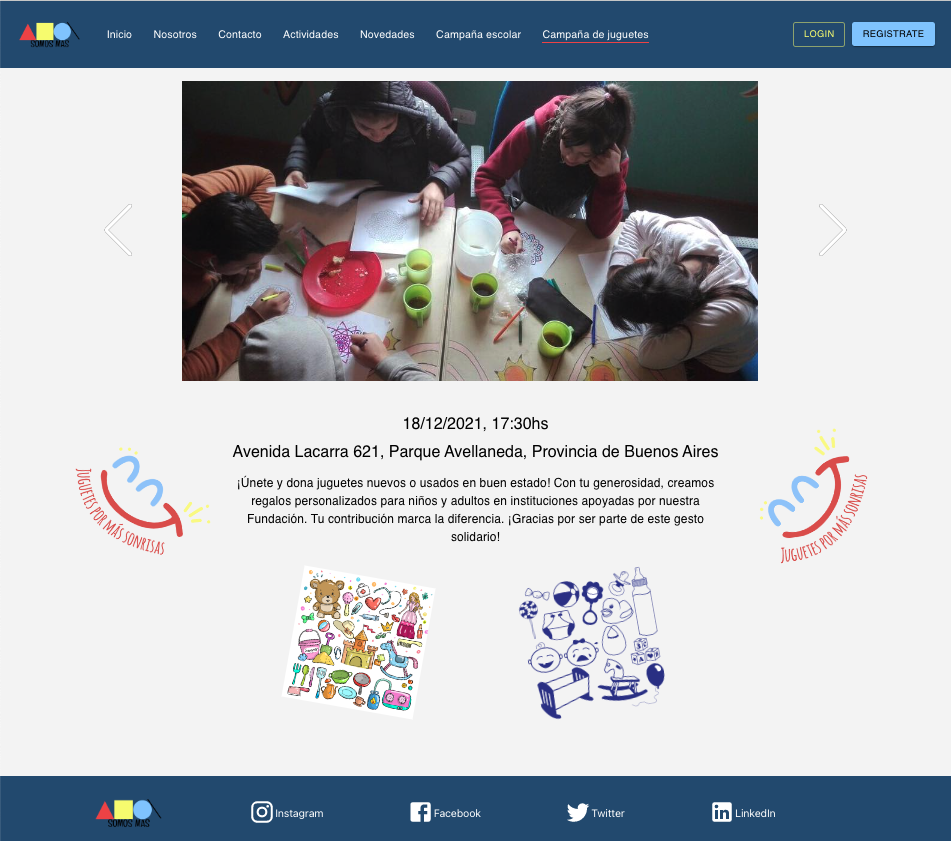 SOMOS MAS
Inicio Nosotros Contacto Actividades Novedades Campaña escolar Campaña de juguetes LOGIN REGISTRATE
18/12/2021, 17:30hs
Avenida Lacarra 621, Parque Avellaneda, Provincia de Buenos Aires
¡Únete y dona juguetes nuevos o usados en buen estado! Con tu generosidad, creamos
regalos personalizados para niños y adultos en instituciones apoyadas por nuestra
Fundación. Tu contribución marca la diferencia. ¡Gracias por ser parte de este gesto
solidario!
JUGUETES POR MÁS SONRISAS
JUGUETES POR MÁS SONRISAS
SOMOS MAS
Instagram Facebook Twitter LinkedIn